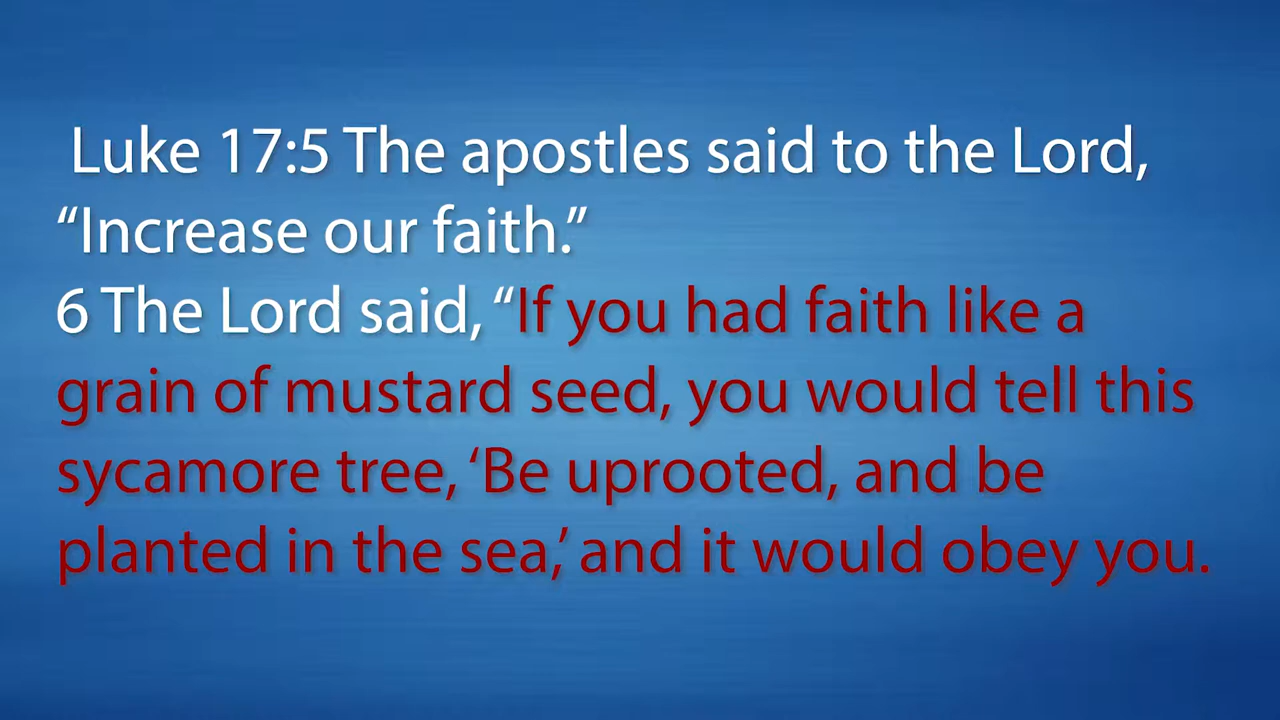 Luke 17:5 The apostles said to the Lord,
“Increase our faith.”
6 The Lord said, “If you had faith like a
grain of mustard seed, you would tell this
sycamore tree, ‘Be uprooted, and be
planted in the sea,’ and it would obey you.